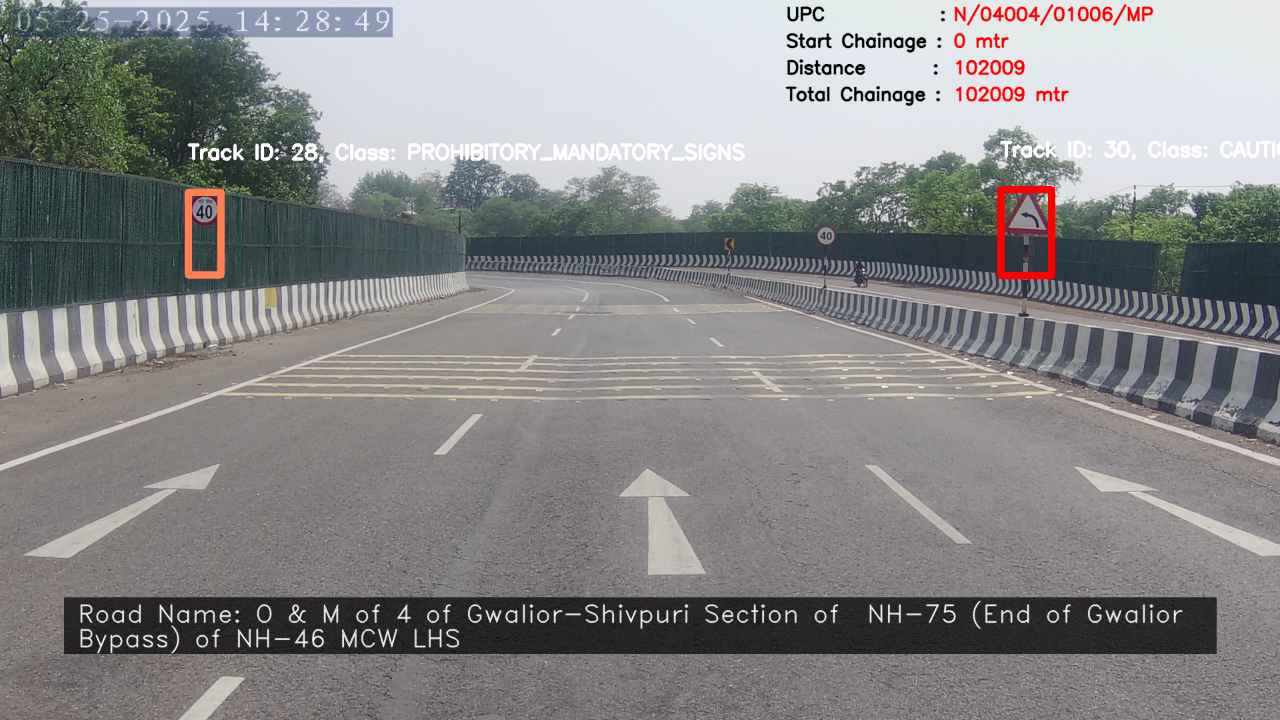 05-25-2025 14:28:49
UPC : N/04004/01006/MP
Start Chainage : 0 mtr
Distance : 102009
Total Chainage : 102009 mtr
Track ID: 28, Class: PROHIBITORY_MANDATORY_SIGNS
Track ID: 30, Class: CAUTIO
40
40
Road Name: O & M of 4 of Gwalior-Shivpuri Section of NH-75 (End of Gwalior
Bypass) of NH-46 MCW LHS